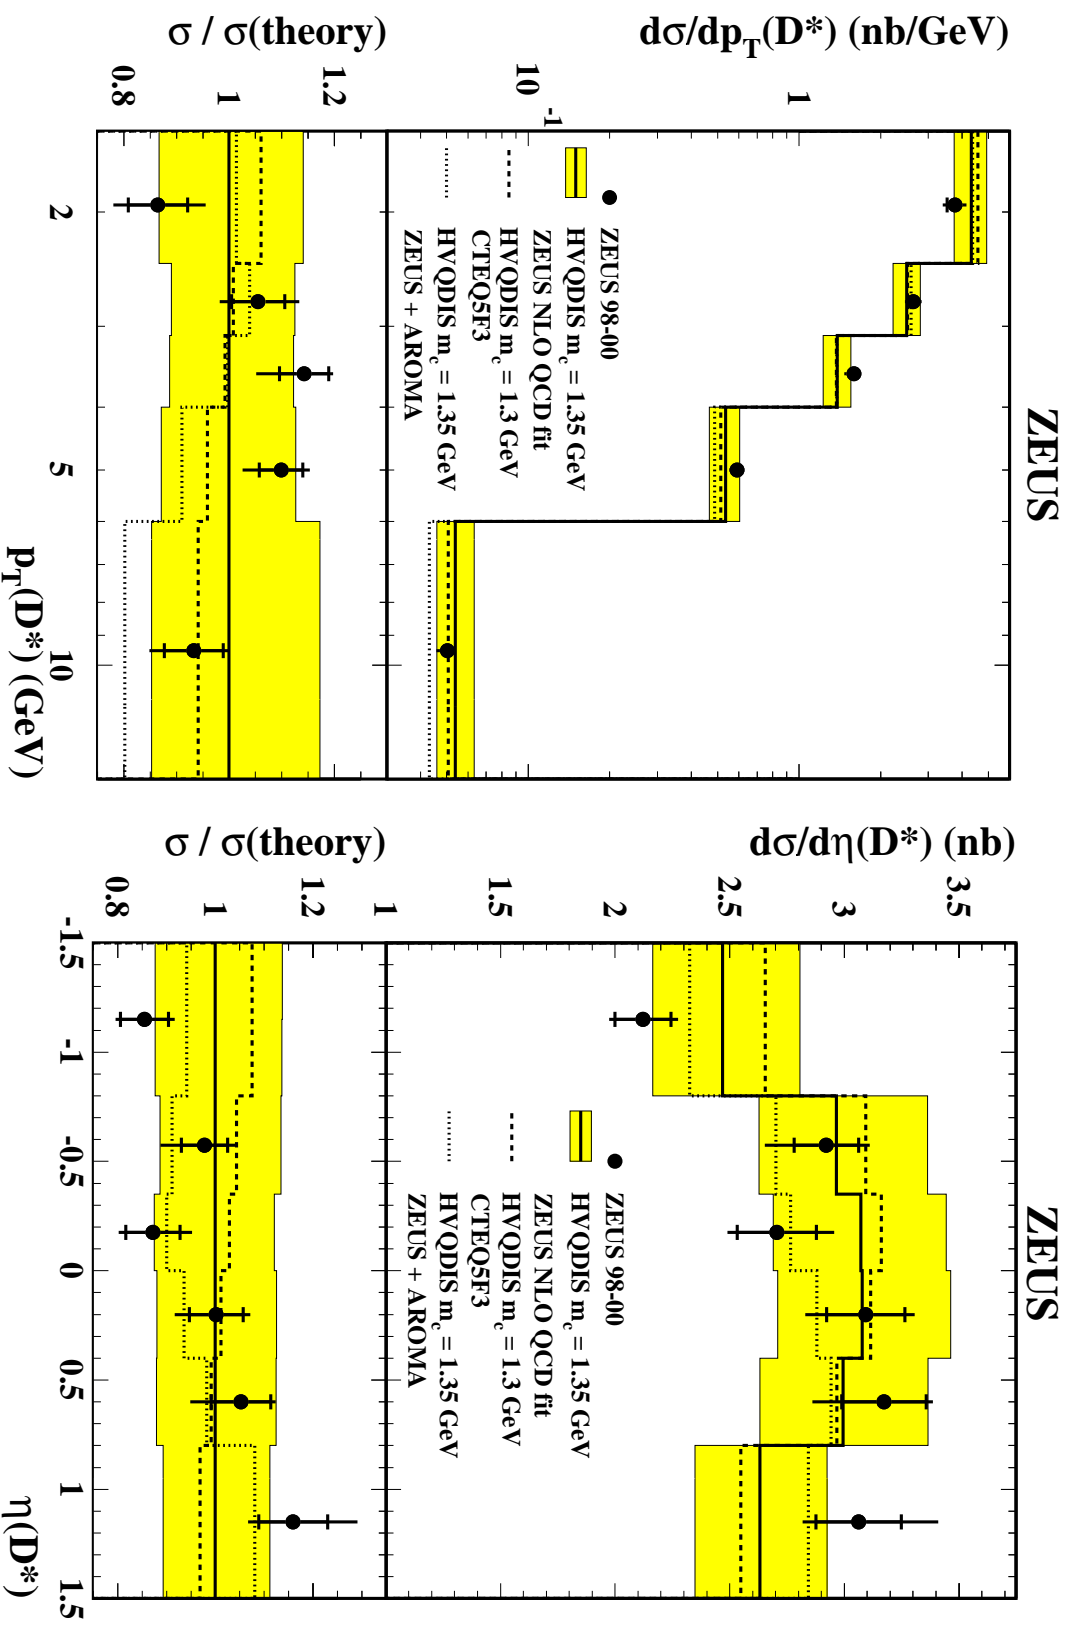 ZEUS
dσ/dp_T(D*) (nb/GeV)
1
10^-1
ZEUS 98-00
HVQDIS m_c = 1.35 GeV
ZEUS NLO QCD fit
HVQDIS m_c = 1.3 GeV
CTEQ5F3
HVQDIS m_c = 1.35 GeV
ZEUS + AROMA
σ / σ(theory)
1.2
1
0.8
2
5
10
p_T(D*) (GeV)
ZEUS
dσ/dη(D*) (nb)
3.5
3
2.5
2
1.5
1
ZEUS 98-00
HVQDIS m_c = 1.35 GeV
ZEUS NLO QCD fit
HVQDIS m_c = 1.3 GeV
CTEQ5F3
HVQDIS m_c = 1.35 GeV
ZEUS + AROMA
σ / σ(theory)
1.2
1
0.8
-1.5
-1
-0.5
0
0.5
1
1.5
η(D*)